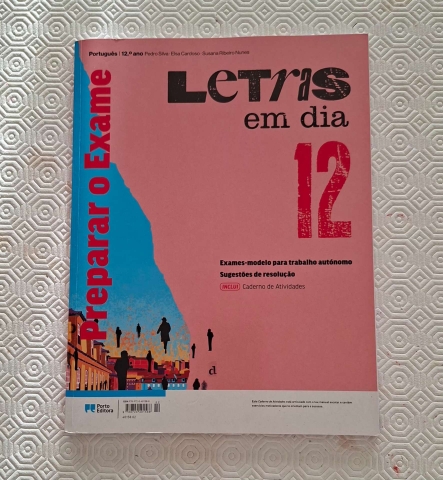 Português | 12.º ano Pedro Silva · Elsa Cardoso · Susana Ribeiro Nunes
Letras
em dia
12
Preparar o Exame
Exames-modelo para trabalho autónomo
Sugestões de resolução
INCLUI Caderno de Atividades
d
Porto
Editora